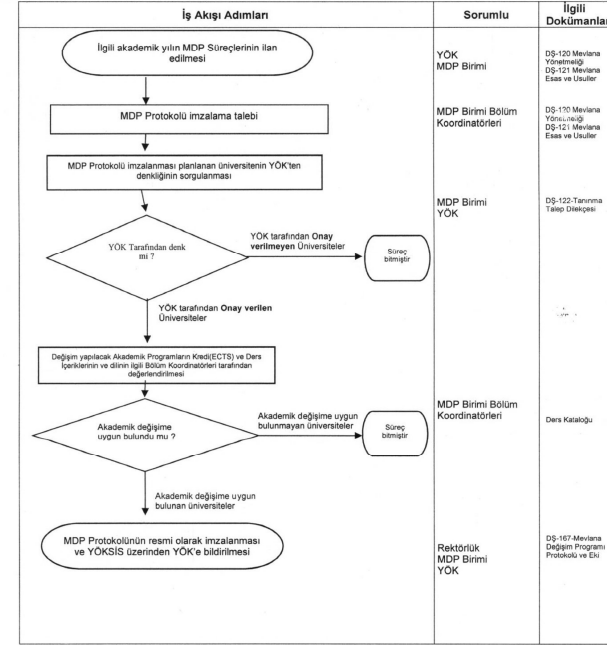 İş Akışı Adımları
Sorumlu
İlgili
Dokümanlar
İlgili akademik yılın MDP Süreçlerinin ilan
edilmesi
YÖK
MDP Birimi
DŞ-120 Mevlana
Yönetmeliği
DŞ-121 Mevlana
Esas ve Usuller
MDP Protokolü imzalama talebi
MDP Birimi Bölüm
Koordinatörleri
DŞ-120 Mevlana
Yönetmeliği
DŞ-121 Mevlana
Esas ve Usuller
MDP Protokolü imzalanması planlanan üniversitenin YÖK'ten
denkliğinin sorgulanması
MDP Birimi
YÖK
DŞ-122-Tanınma
Talep Dilekçesi
YÖK Tarafından denk
mi ?
YÖK tarafından Onay
verilmeyen Üniversiteler
Süreç
bitmiştir
YÖK tarafından Onay verilen
Üniversiteler
Değişim yapılacak Akademik Programların Kredi(ECTS) ve Ders
İçeriklerinin ve dilinin ilgili Bölüm Koordinatörleri tarafından
değerlendirilmesi
MDP Birimi Bölüm
Koordinatörleri
Ders Kataloğu
Akademik değişime
uygun bulundu mu ?
Akademik değişime uygun
bulunmayan üniversiteler
Süreç
bitmiştir
Akademik değişime uygun
bulunan üniversiteler
MDP Protokolünün resmi olarak imzalanması
ve YÖKSİS üzerinden YÖK'e bildirilmesi
Rektörlük
MDP Birimi
YÖK
DŞ-167-Mevlana
Değişim Programı
Protokolü ve Eki